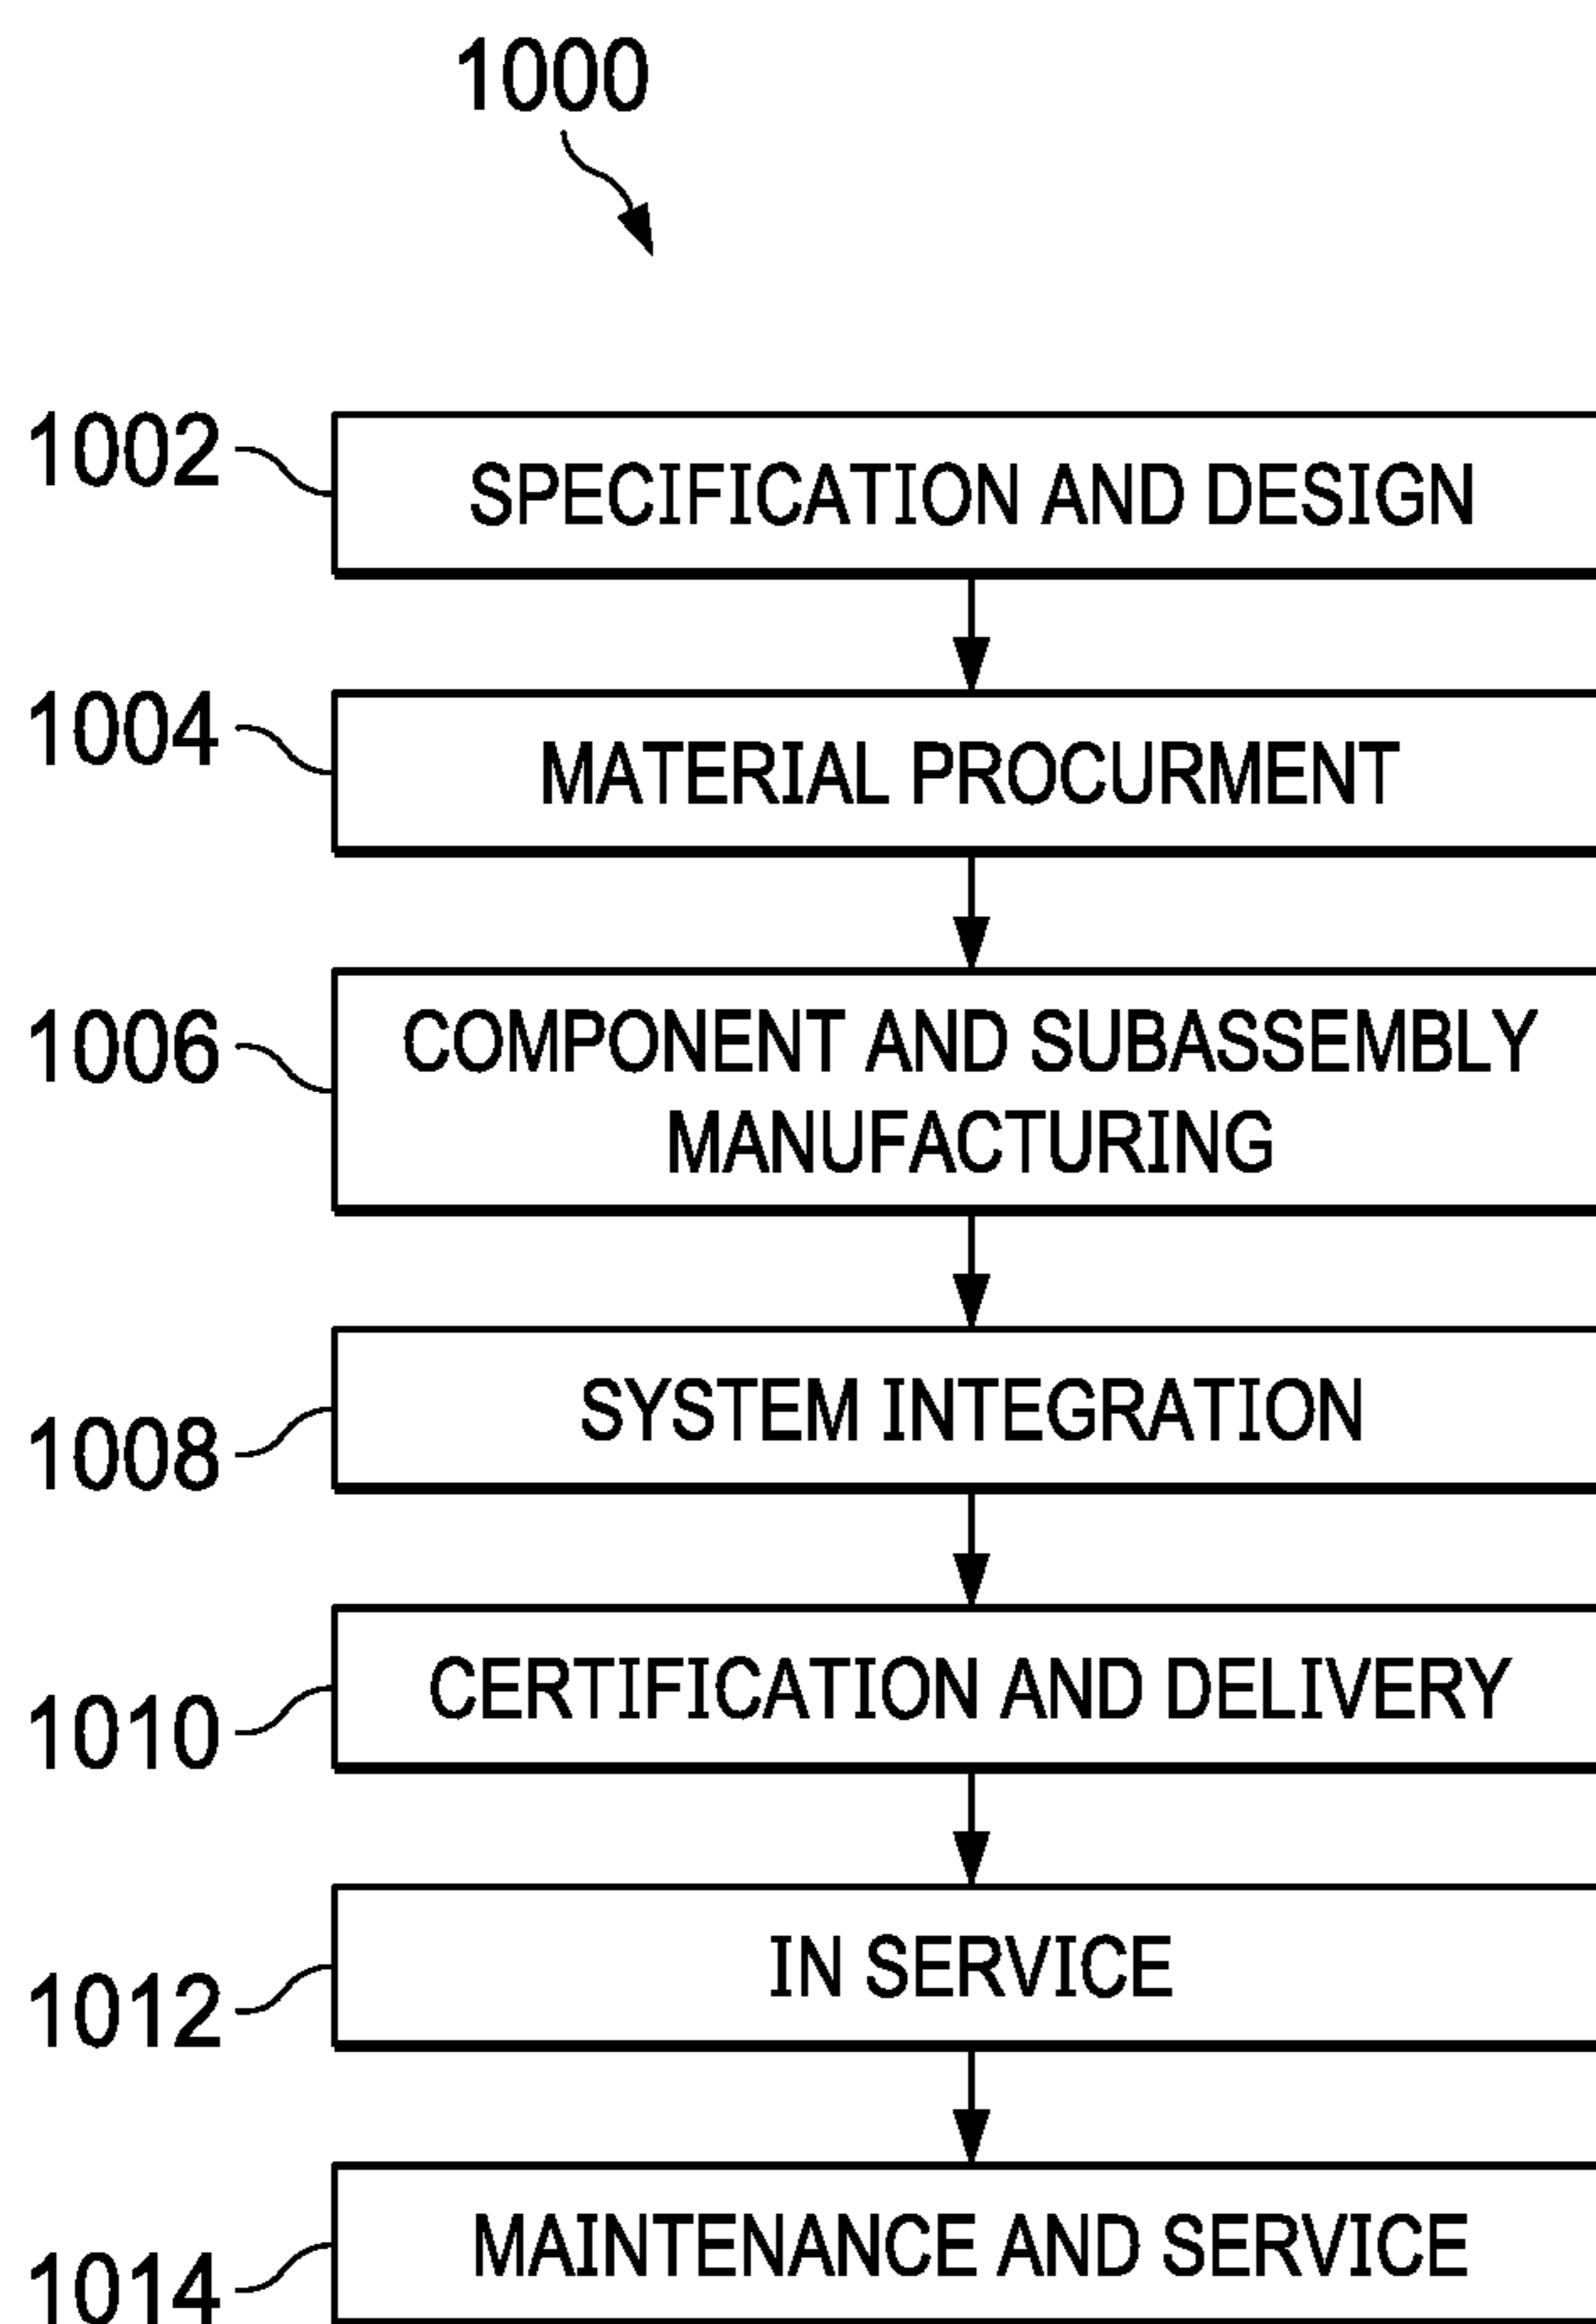 1000
1002
SPECIFICATION AND DESIGN
1004
MATERIAL PROCURMENT
1006
COMPONENT AND SUBASSEMBLY
MANUFACTURING
1008
SYSTEM INTEGRATION
1010
CERTIFICATION AND DELIVERY
1012
IN SERVICE
1014
MAINTENANCE AND SERVICE